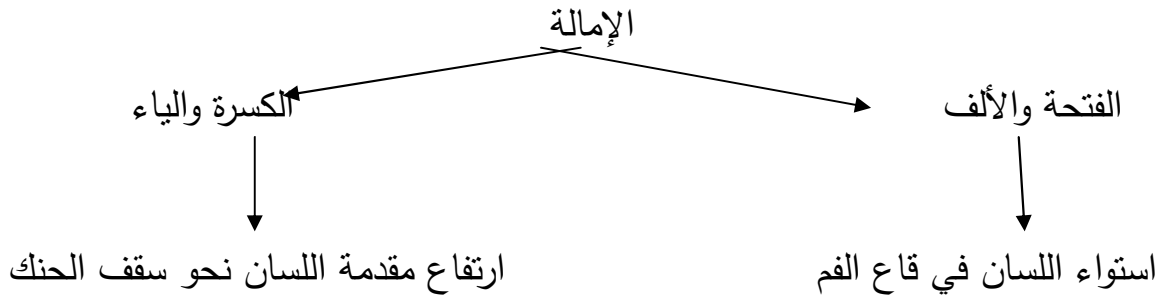 الإمالة
الفتحة والألف
الكسرة والياء
استواء اللسان في قاع الفم
ارتفاع مقدمة اللسان نحو سقف الحنك